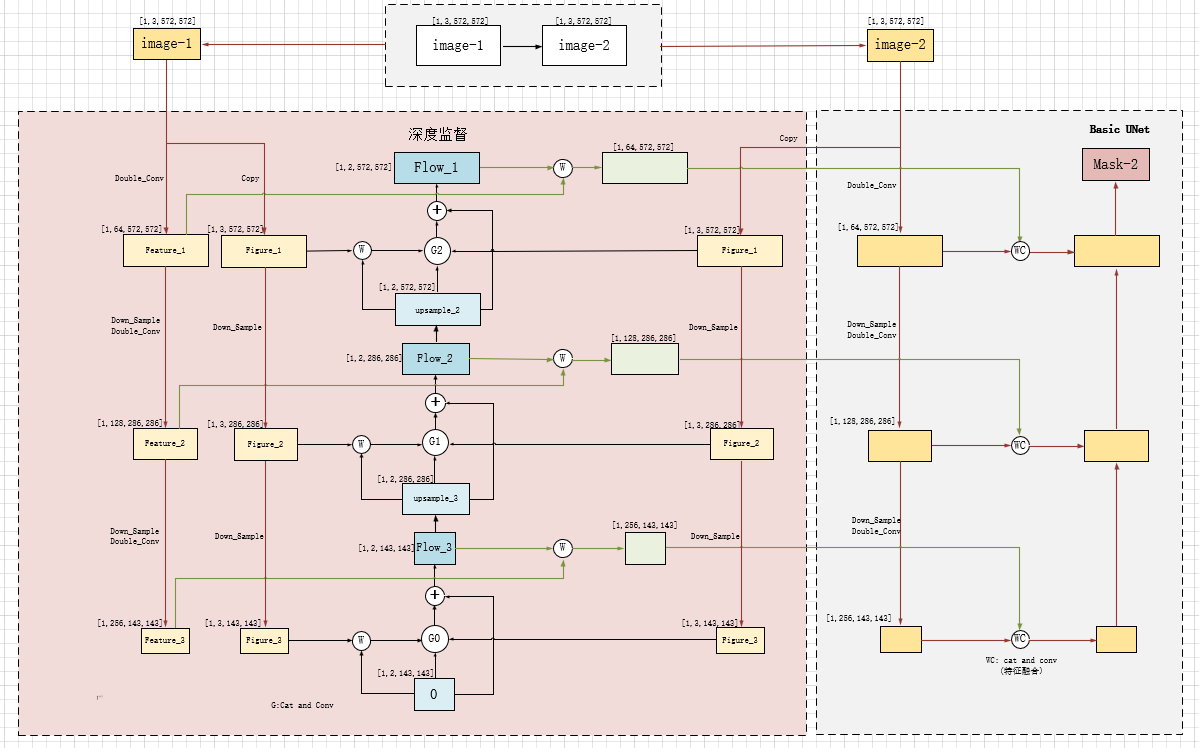 [1,3,572,572]
image-1
[1,3,572,572]
image-1
[1,3,572,572]
image-2
[1,3,572,572]
image-2
深度监督
Basic UNet
Copy
[1,2,572,572]
Flow_1
W
[1,64,572,572]
Mask-2
Double_Conv
Copy
Double_Conv
+
[1,64,572,572]
Feature_1
[1,3,572,572]
Figure_1
W
G2
[1,3,572,572]
Figure_1
[1,64,572,572]
WC
[1,2,572,572]
upsample_2
Down_Sample
Double_Conv
Down_Sample
Down_Sample
Down_Sample
Double_Conv
[1,2,286,286]
Flow_2
W
[1,128,286,286]
+
[1,128,286,286]
Feature_2
[1,3,286,286]
Figure_2
W
G1
[1,3,286,286]
Figure_2
[1,128,286,286]
WC
[1,2,286,286]
upsample_3
Down_Sample
Double_Conv
Down_Sample
Down_Sample
Down_Sample
Double_Conv
[1,2,143,143]
Flow_3
W
[1,256,143,143]
+
[1,256,143,143]
Feature_3
[1,3,143,143]
Figure_3
W
G0
[1,3,143,143]
Figure_3
[1,256,143,143]
WC
WC: cat and conv
(特征融合)
[1,2,143,143]
0
G:Cat and Conv